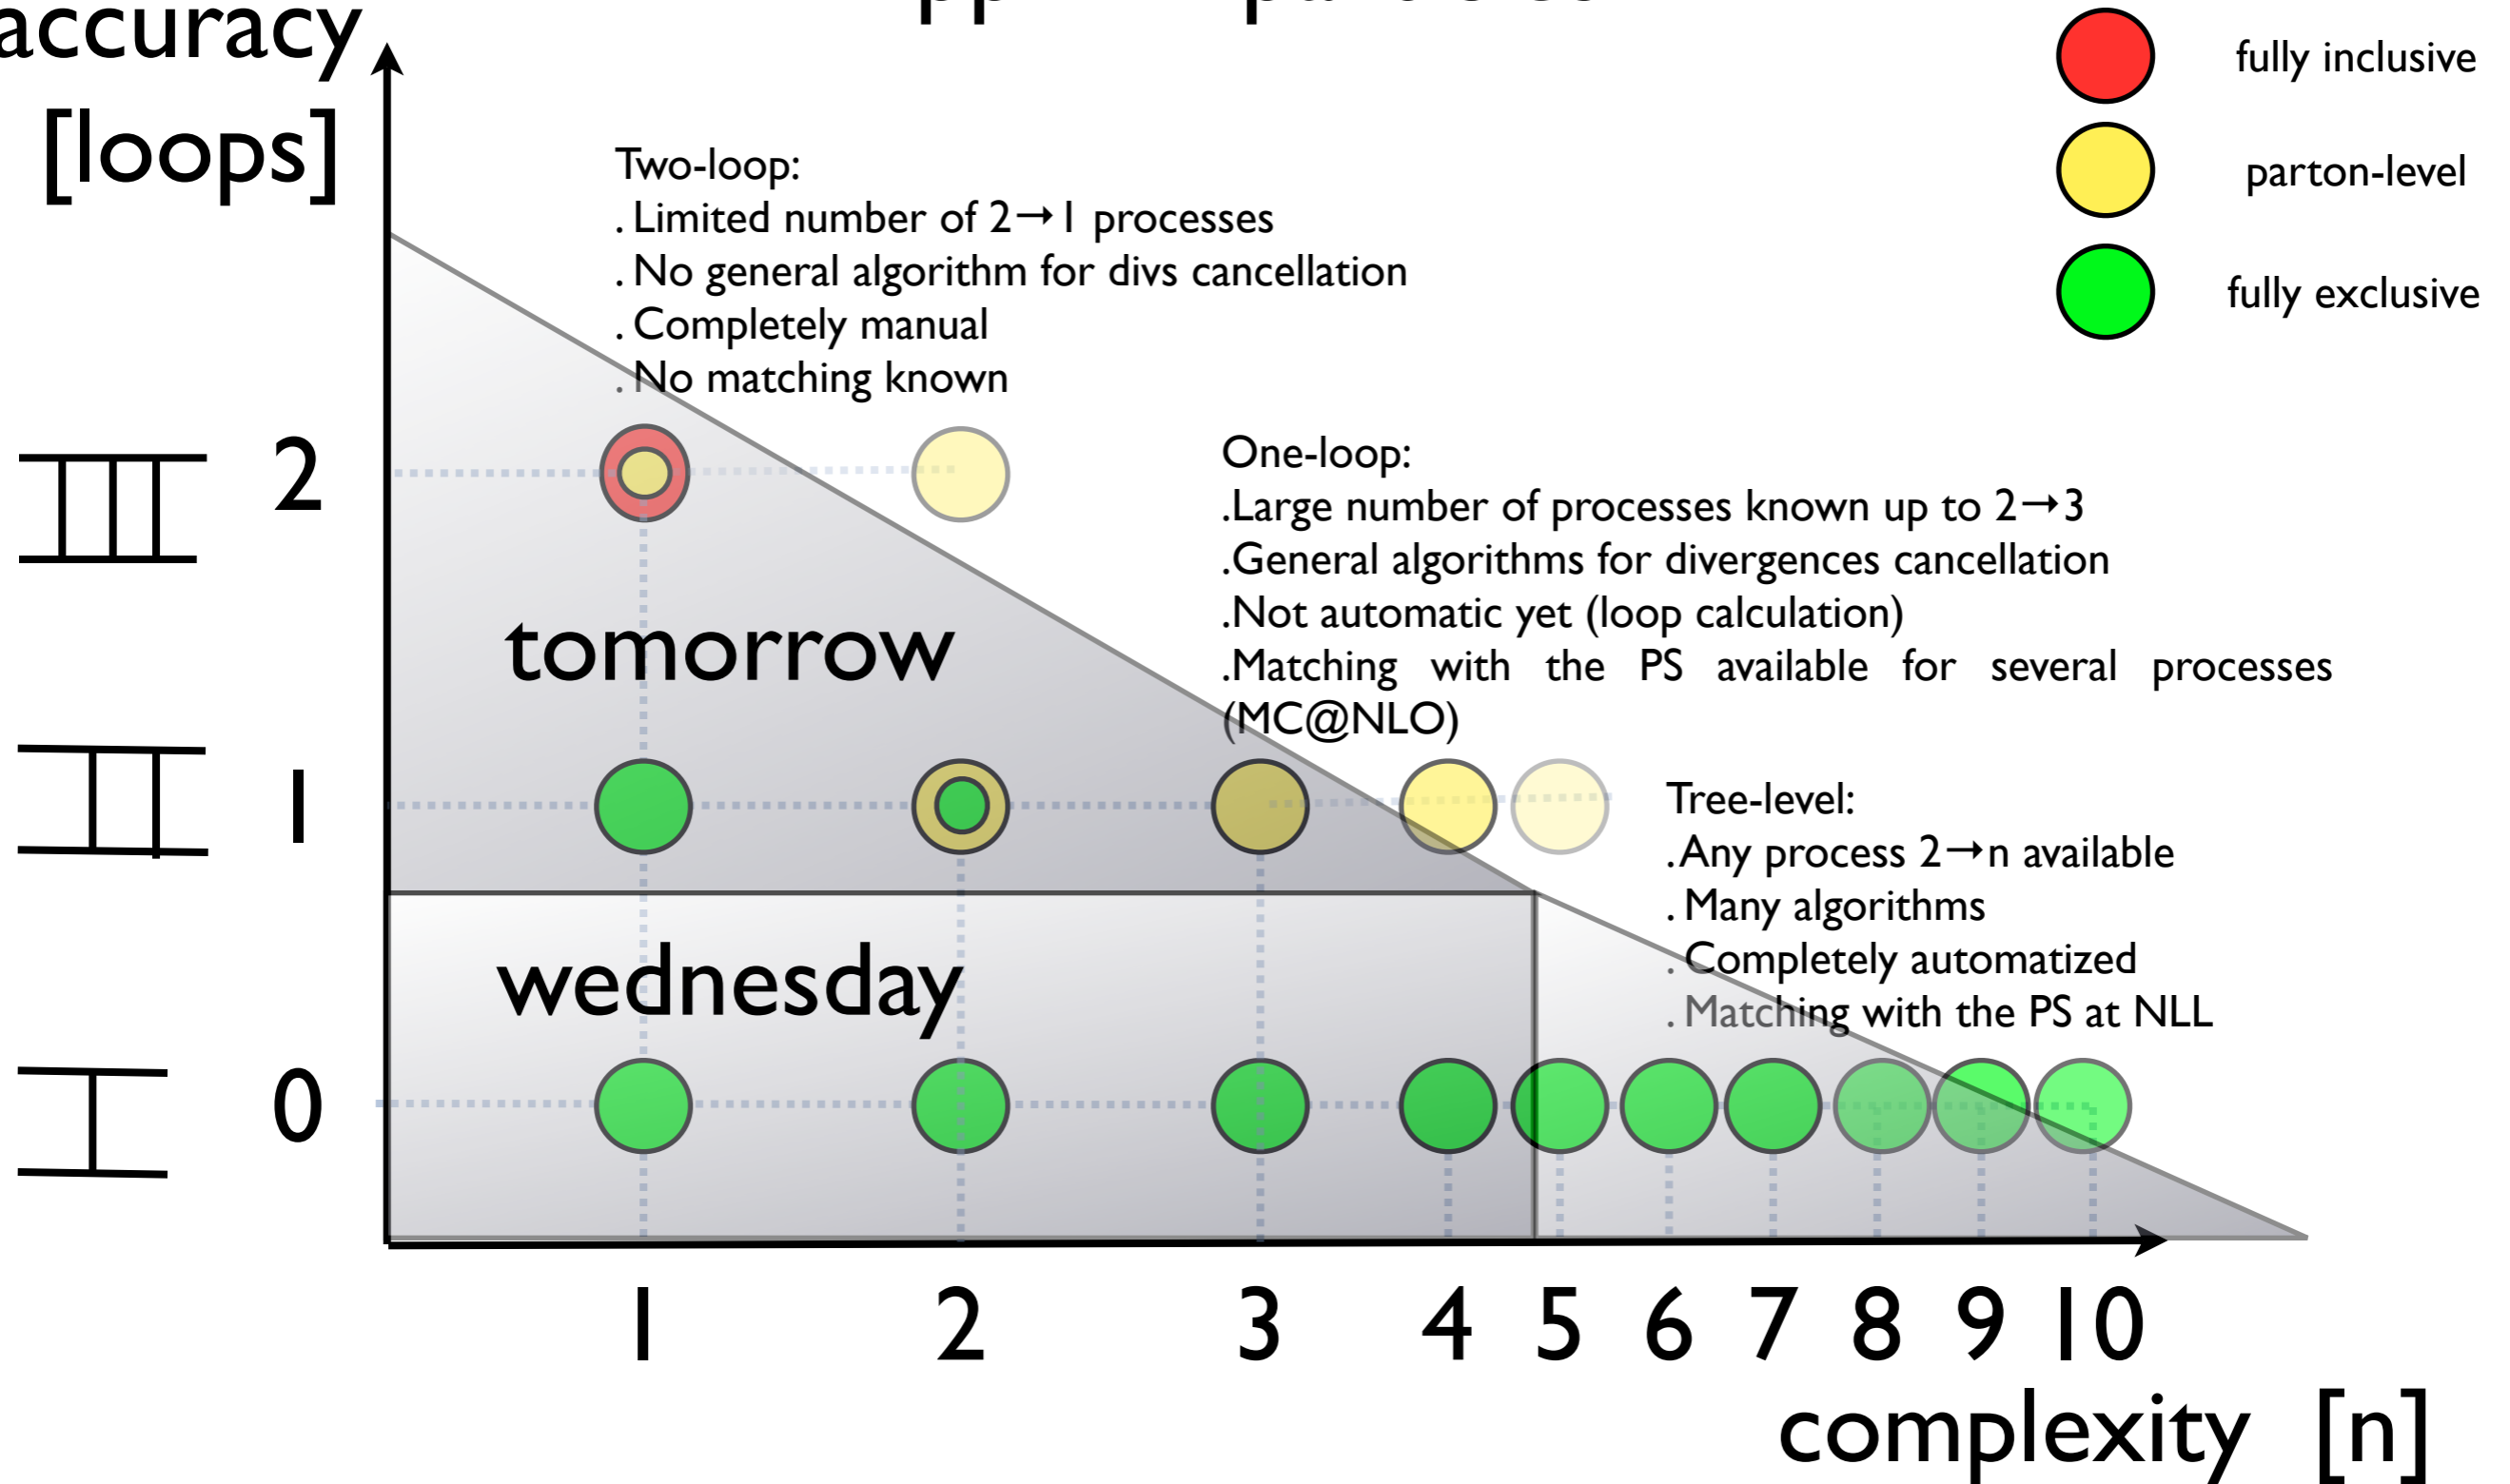 accuracy
[loops]
fully inclusive
parton-level
fully exclusive
Two-loop:
. Limited number of 2→1 processes
. No general algorithm for divs cancellation
. Completely manual
. No matching known
2
One-loop:
.Large number of processes known up to 2→3
.General algorithms for divergences cancellation
.Not automatic yet (loop calculation)
.Matching with the PS available for several processes
(MC@NLO)
tomorrow
1
Tree-level:
.Any process 2→n available
. Many algorithms
. Completely automatized
. Matching with the PS at NLL
wednesday
0
1 2 3 4 5 6 7 8 9 10
complexity [n]